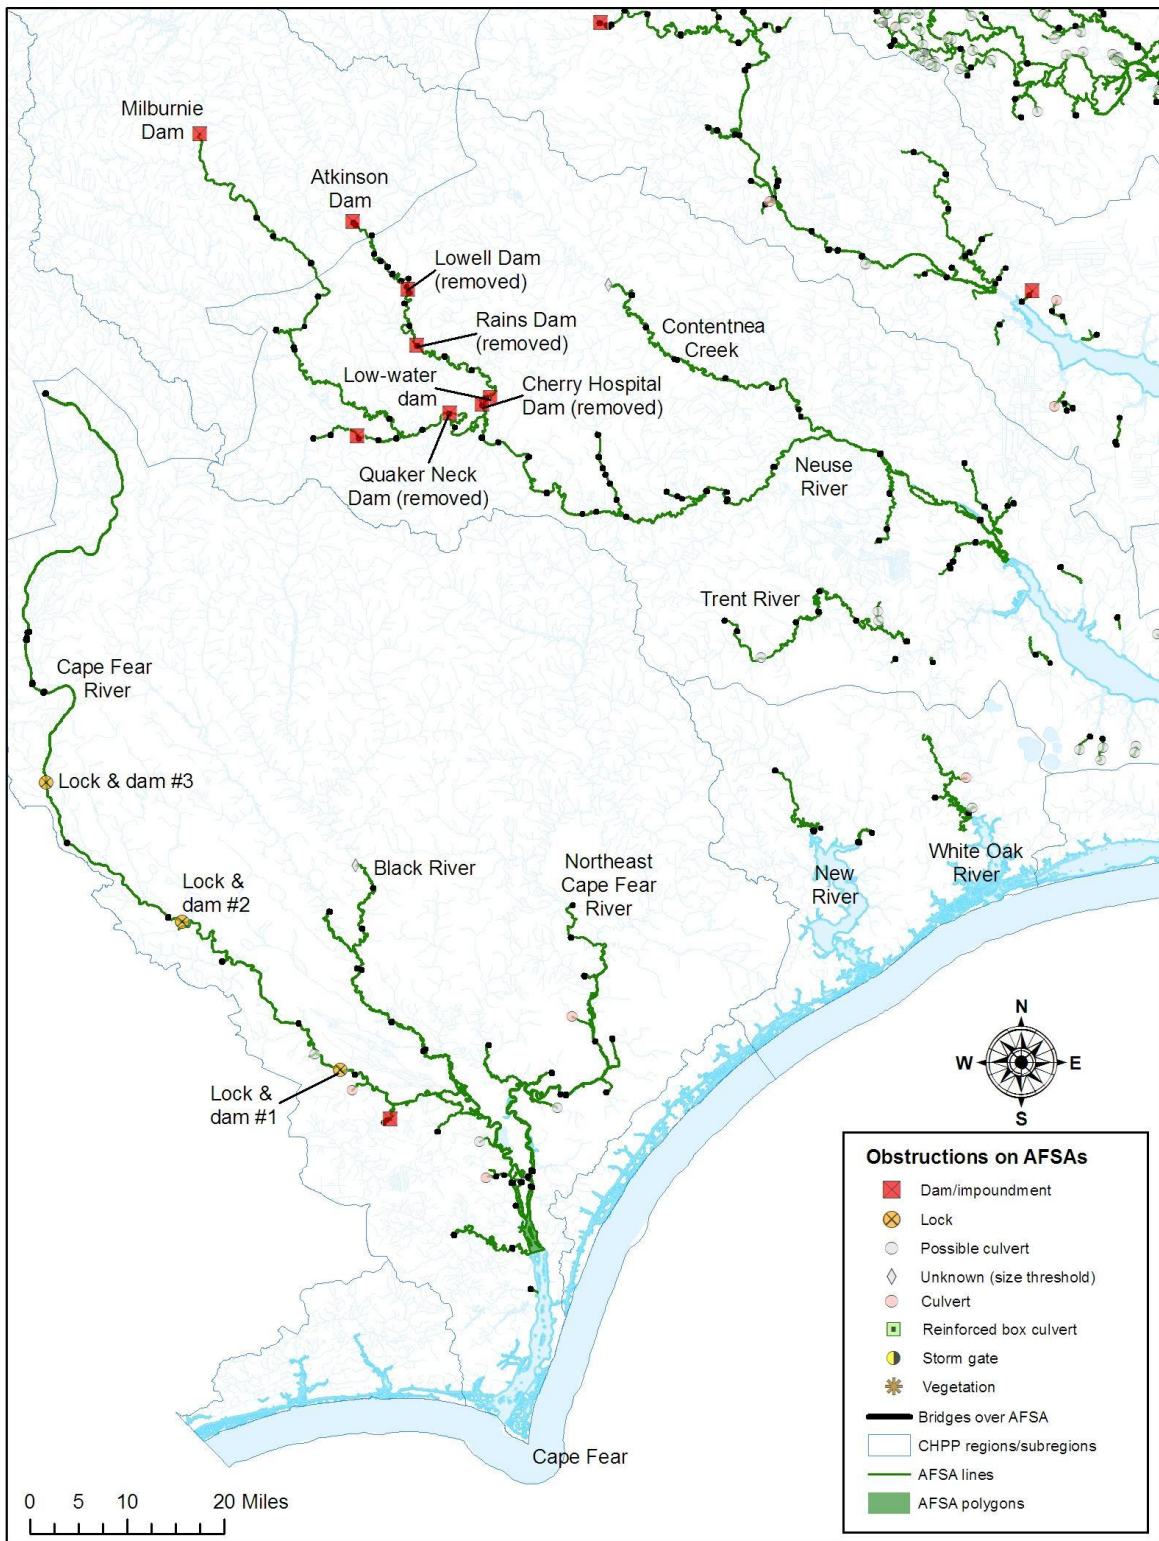 Milburnie
Dam
Atkinson
Dam
Lowell Dam
(removed)
Rains Dam
(removed)
Contentnea
Creek
Low-water
dam
Cherry Hospital
Dam (removed)
Quaker Neck
Dam (removed)
Neuse
River
Trent River
Cape Fear
River
Lock & dam #3
Lock &
dam #2
Black River
Northeast
Cape Fear
River
New
River
White Oak
River
Lock &
dam #1
N
W
E
S
Cape Fear
0 5 10 20 Miles
Obstructions on AFSAs
Dam/impoundment
Lock
Possible culvert
Unknown (size threshold)
Culvert
Reinforced box culvert
Storm gate
Vegetation
Bridges over AFSA
CHPP regions/subregions
AFSA lines
AFSA polygons